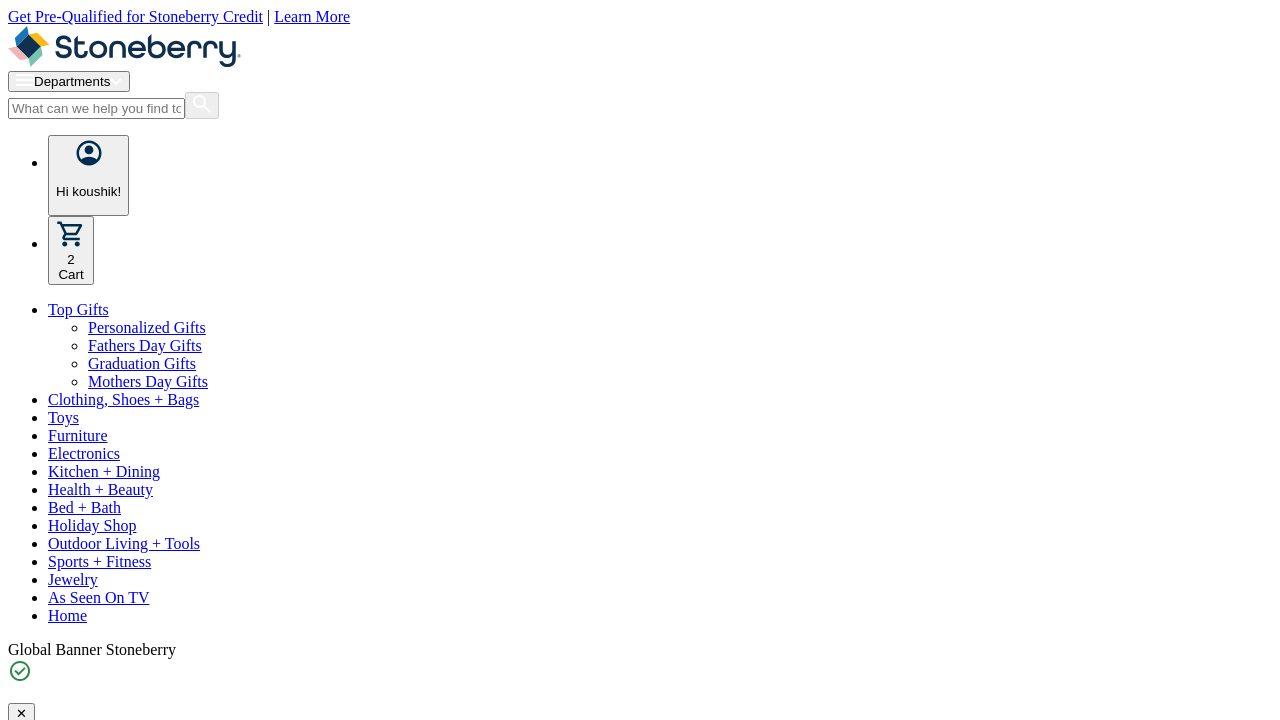 Get Pre-Qualified for Stoneberry Credit | Learn More
Stoneberry
Departments
What can we help you find to
Hi koushik!
2
Cart
Top Gifts
Personalized Gifts
Fathers Day Gifts
Graduation Gifts
Mothers Day Gifts
Clothing, Shoes + Bags
Toys
Furniture
Electronics
Kitchen + Dining
Health + Beauty
Bed + Bath
Holiday Shop
Outdoor Living + Tools
Sports + Fitness
Jewelry
As Seen On TV
Home
Global Banner Stoneberry
✕